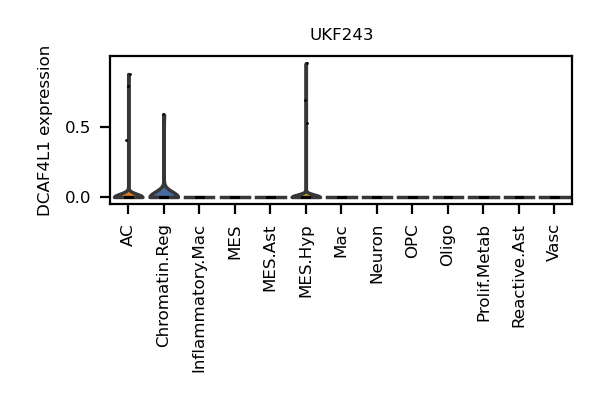 UKF243
DCAF4L1 expression
0.5
0.0
AC
Chromatin.Reg
Inflammatory.Mac
MES
MES.Ast
MES.Hyp
Mac
Neuron
OPC
Oligo
Prolif.Metab
Reactive.Ast
Vasc